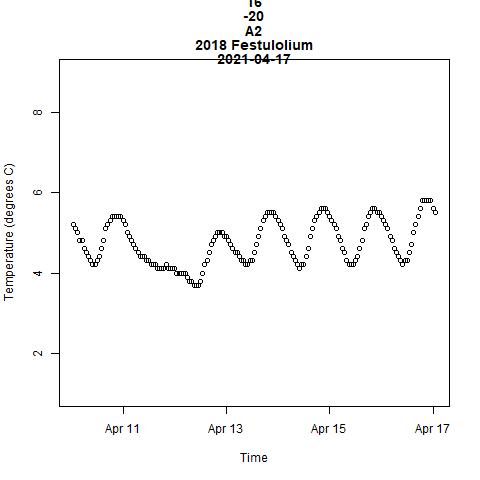 16
-20
A2
2018 Festulolium
2021-04-17
Temperature (degrees C)
8
6
4
2
Apr 11
Apr 13
Apr 15
Apr 17
Time